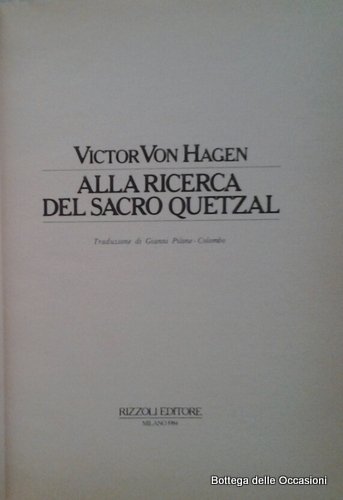 VICTOR VON HAGEN
ALLA RICERCA
DEL SACRO QUETZAL
Traduzione di Gianni Pilone-Colombo
RIZZOLI EDITORE
MILANO 1984
Bottega delle Occasioni